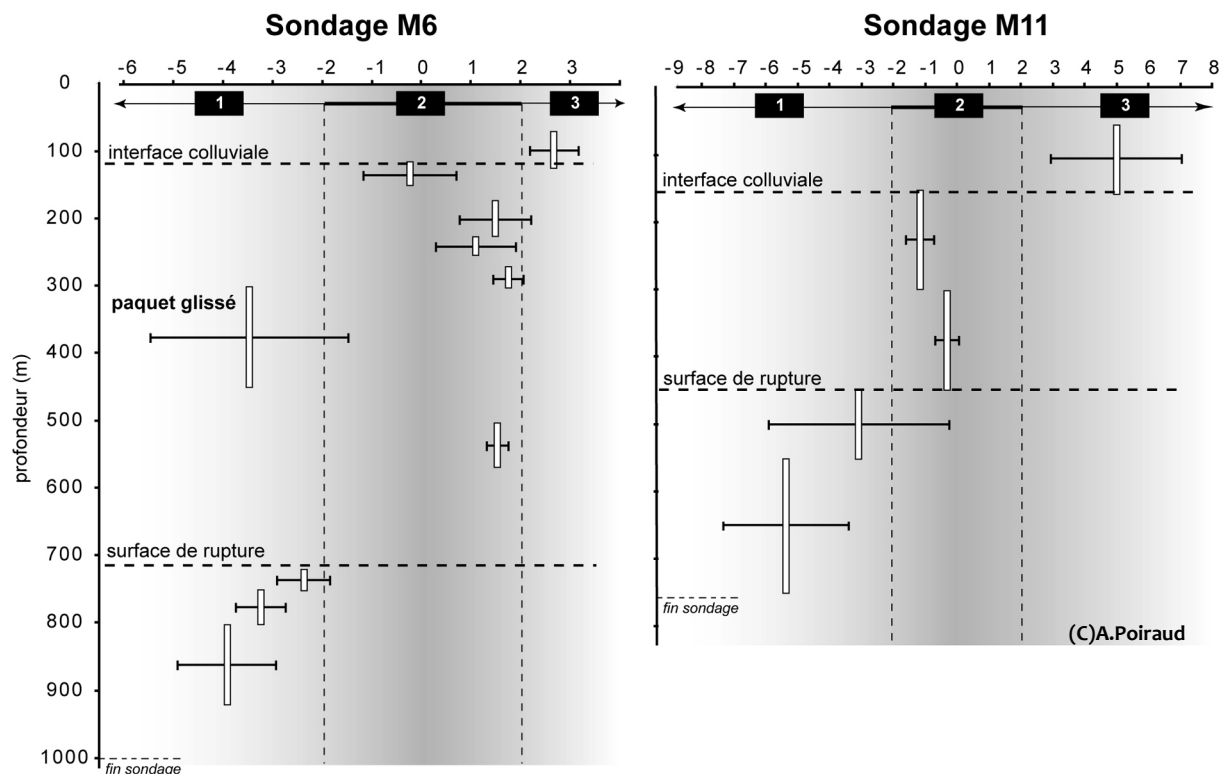 Sondage M6
Sondage M11
-6 -5 -4 -3 -2 -1 0 1 2 3
-9 -8 -7 -6 -5 -4 -3 -2 -1 0 1 2 3 4 5 6 7 8
1 2 3
1 2 3
0
100
200
300
400
500
600
700
800
900
1000
profondeur (m)
interface colluviale
paquet glissé
surface de rupture
fin sondage
interface colluviale
surface de rupture
fin sondage
(C)A.Poiraud